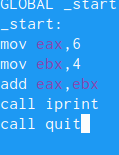 GLOBAL _start
_start:
mov eax,6
mov ebx,4
add eax,ebx
call iprint
call quit